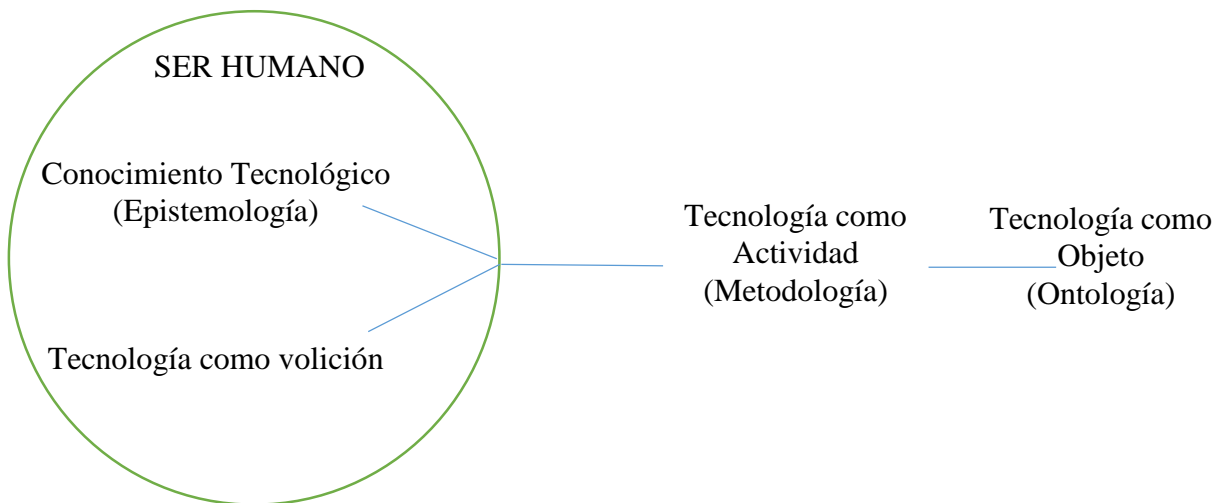 SER HUMANO
Conocimiento Tecnológico
(Epistemología)
Tecnología como volición
Tecnología como
Actividad
(Metodología)
Tecnología como
Objeto
(Ontología)